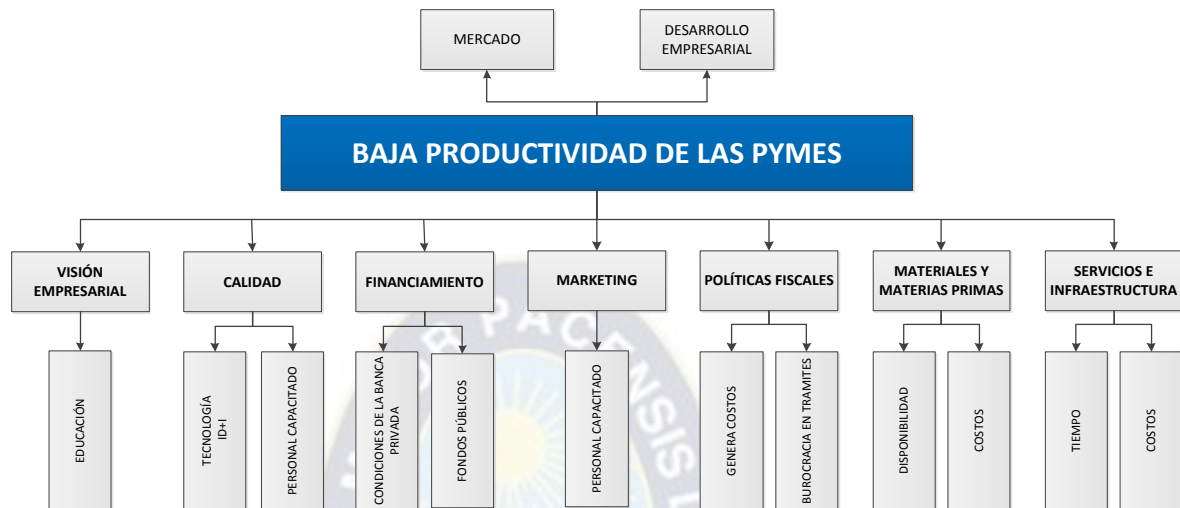 MERCADO
DESARROLLO
EMPRESARIAL
BAJA PRODUCTIVIDAD DE LAS PYMES
VISIÓN
EMPRESARIAL
CALIDAD
FINANCIAMIENTO
MARKETING
POLÍTICAS FISCALES
MATERIALES Y
MATERIAS PRIMAS
SERVICIOS E
INFRAESTRUCTURA
EDUCACIÓN
TECNOLOGÍA
ID+I
PERSONAL CAPACITADO
CONDICIONES DE LA BANCA
PRIVADA
FONDOS PÚBLICOS
PERSONAL CAPACITADO
GENERA COSTOS
BUROCRACIA EN TRAMITES
DISPONIBILIDAD
COSTOS
TIEMPO
COSTOS